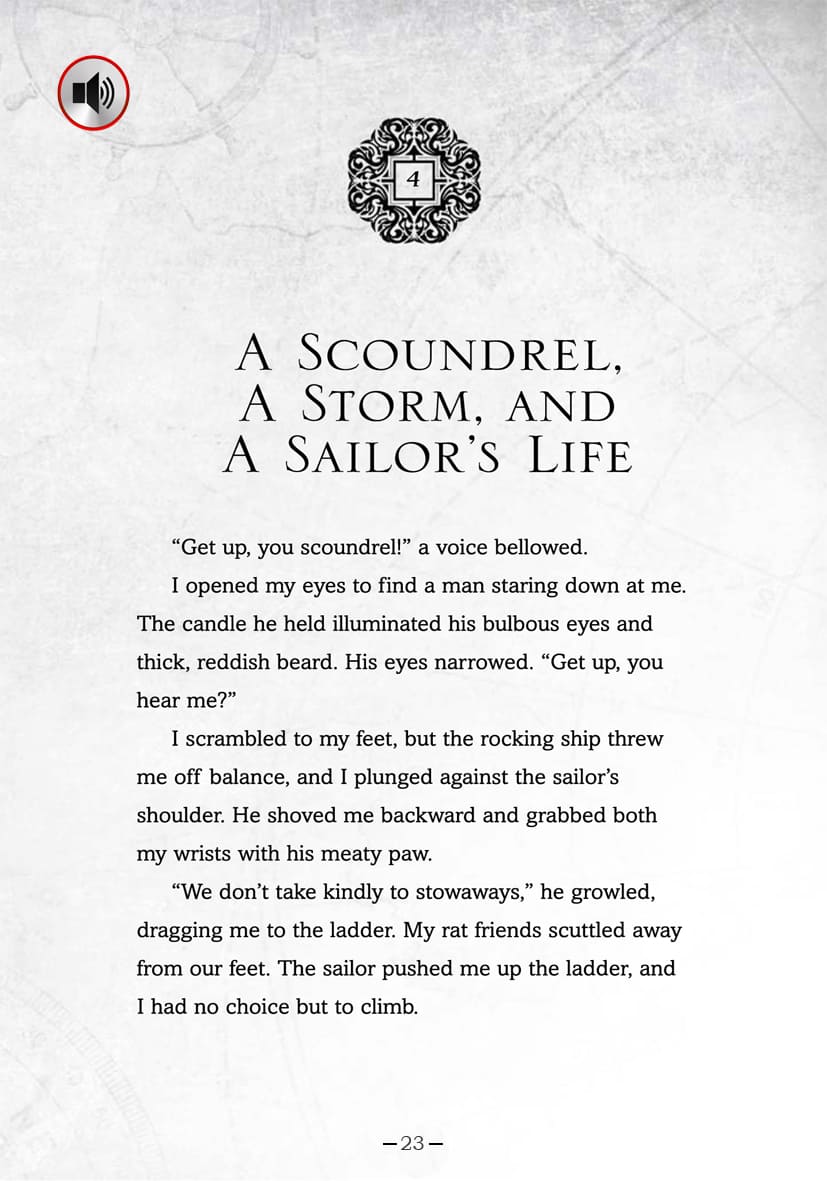 4
A SCOUNDREL,
A STORM, AND
A SAILOR’S LIFE
“Get up, you scoundrel!” a voice bellowed.
I opened my eyes to find a man staring down at me.
The candle he held illuminated his bulbous eyes and
thick, reddish beard. His eyes narrowed. “Get up, you
hear me?”
I scrambled to my feet, but the rocking ship threw
me off balance, and I plunged against the sailor’s
shoulder. He shoved me backward and grabbed both
my wrists with his meaty paw.
“We don’t take kindly to stowaways,” he growled,
dragging me to the ladder. My rat friends scuttled away
from our feet. The sailor pushed me up the ladder, and
I had no choice but to climb.
—23—